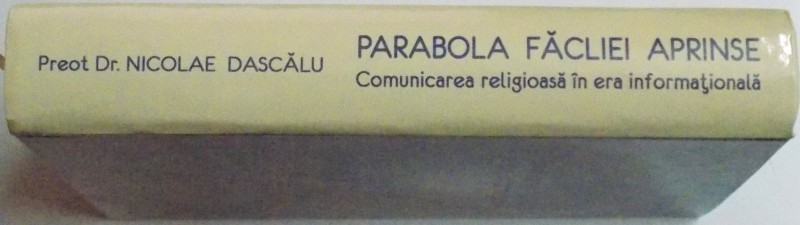 Preot Dr. NICOLAE DASCĂLU
PARABOLA FĂCLIEI APRINSE
Comunicarea religioasă în era informaţională